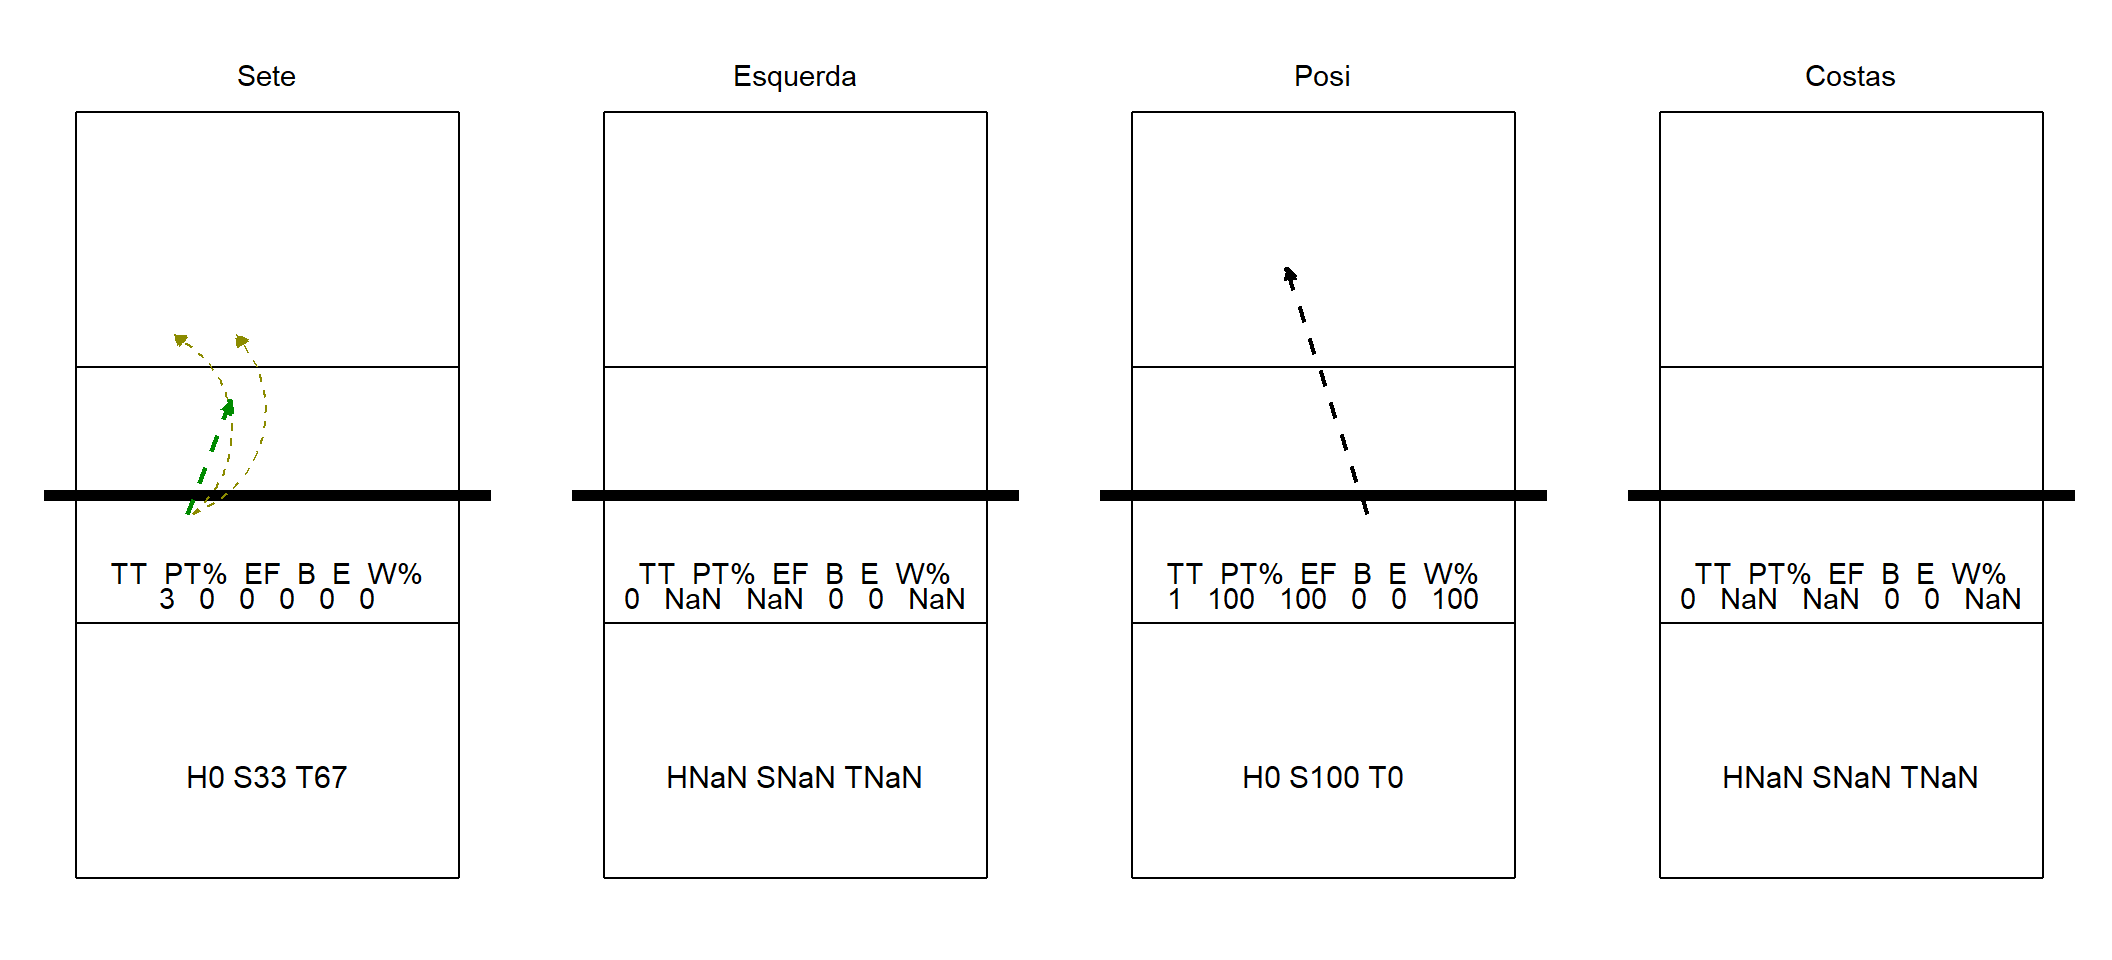 Sete
Esquerda
Posi
Costas
TT PT% EF B E W%
3 0 0 0 0 0
TT PT% EF B E W%
0 NaN NaN 0 0 NaN
TT PT% EF B E W%
1 100 100 0 0 100
TT PT% EF B E W%
0 NaN NaN 0 0 NaN
H0 S33 T67
HNaN SNaN TNaN
H0 S100 T0
HNaN SNaN TNaN